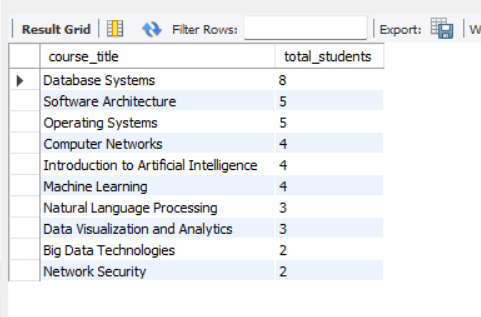 Result Grid Filter Rows: Export: W
course_title total_students
Database Systems 8
Software Architecture 5
Operating Systems 5
Computer Networks 4
Introduction to Artificial Intelligence 4
Machine Learning 4
Natural Language Processing 3
Data Visualization and Analytics 3
Big Data Technologies 2
Network Security 2